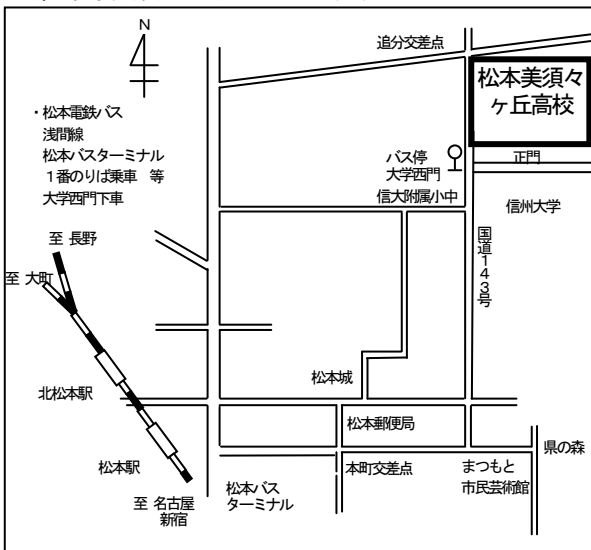 N
追分交差点
松本美須々
ヶ丘高校
・松本電鉄バス
浅間線
松本バスターミナル
１番のりば乗車　等
大学西門下車
バス停
大学西門
正門
信大附属小中
信州大学
国道143号
至 長野
至 大町
松本城
北松本駅
松本郵便局
県の森
松本駅
本町交差点
まつもと
市民芸術館
松本バス
ターミナル
至 名古屋
新宿